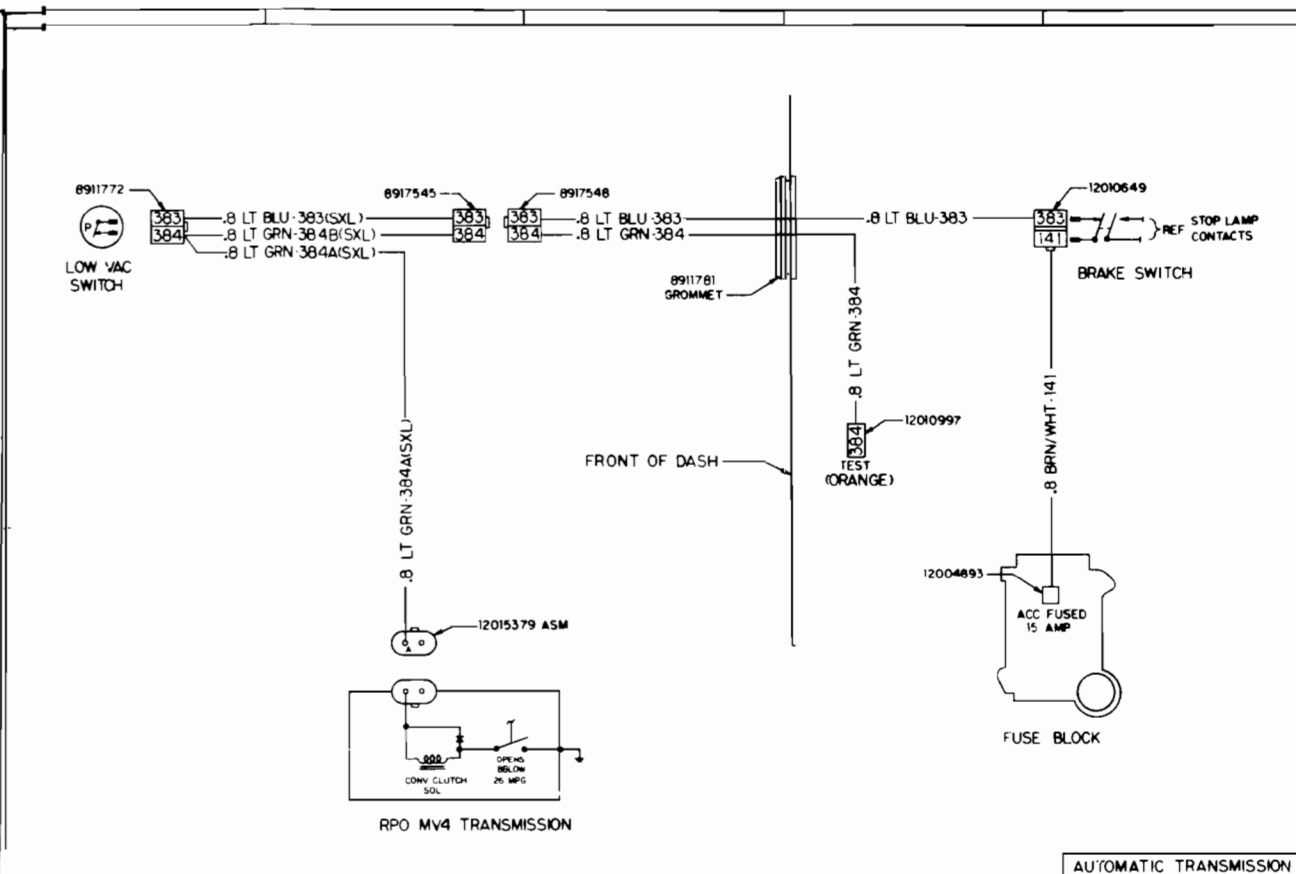 8911772
383
384
LOW VAC
SWITCH
P
.8 LT BLU-383(SXL)
.8 LT GRN-384B(SXL)
.8 LT GRN-384A(SXL)
8917545
383
384
8917548
383
384
.8 LT BLU-383
.8 LT GRN-384
8911781
GROMMET
.8 LT BLU-383
12010649
383
141
REF
STOP LAMP
CONTACTS
BRAKE SWITCH
.8 LT GRN-384
384
12010997
TEST
(ORANGE)
FRONT OF DASH
.8 BRN/WHT-141
12004893
ACC FUSED
15 AMP
FUSE BLOCK
.8 LT GRN-384A(SXL)
A
12015379 ASM
CONV CLUTCH
SOL
OPENS
BBLOW
26 MPG
RPO MV4 TRANSMISSION
AUTOMATIC TRANSMISSION